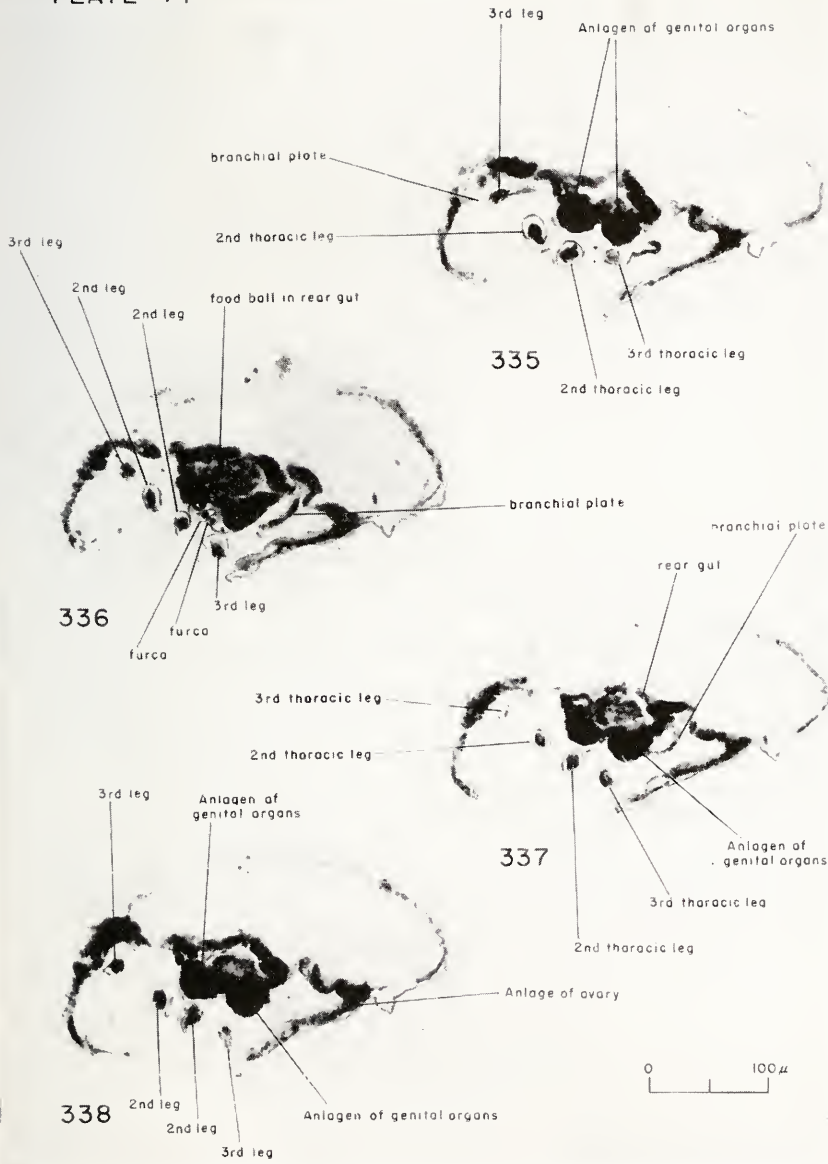 3rd leg
Anlagen of genital organs
branchial plate
2nd thoracic leg
335
3rd thoracic leg
2nd thoracic leg
3rd leg
2nd leg
2nd leg
food ball in rear gut
branchial plate
336
3rd leg
furca
furca
branchial plate
rear gut
3rd thoracic leg
2nd thoracic leg
337
Anlagen of
genital organs
3rd thoracic leg
2nd thoracic leg
3rd leg
Anlagen of
genital organs
Anlage of ovary
338
2nd leg
2nd leg
3rd leg
Anlagen of genital organs
0 100 μ